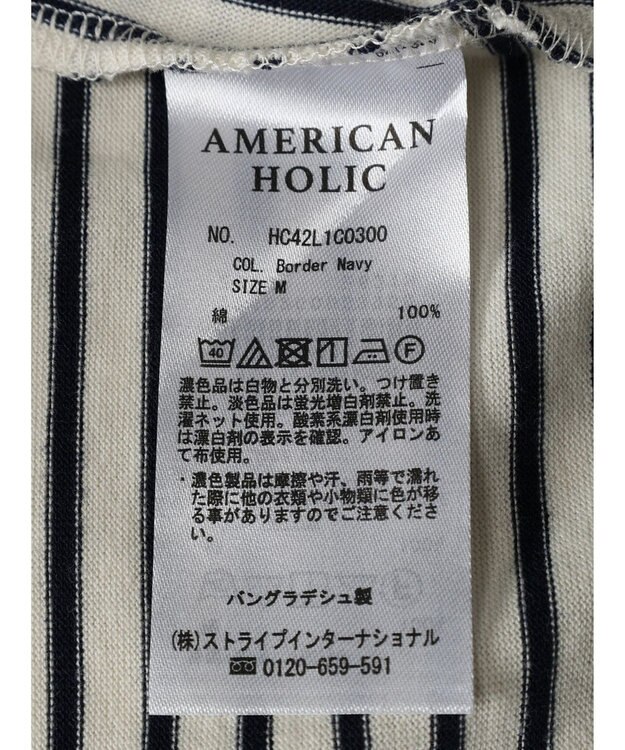 AMERICAN
HOLIC
NO. HC42L1C0300
COL. Border Navy
SIZE M
綿 100%
40 F
濃色品は白物と分別洗い。つけ置き
禁止。淡色品は蛍光増白剤禁止。洗
濯ネット使用。酸素系漂白剤使用時
は漂白剤の表示を確認。アイロンあ
て布使用。
・濃色製品は摩擦や汗、雨等で濡れ
た際に他の衣類や小物類に色が移
る事がありますのでご注意くださ
い。
バングラデシュ製
(株)ストライプインターナショナル
0120-659-591